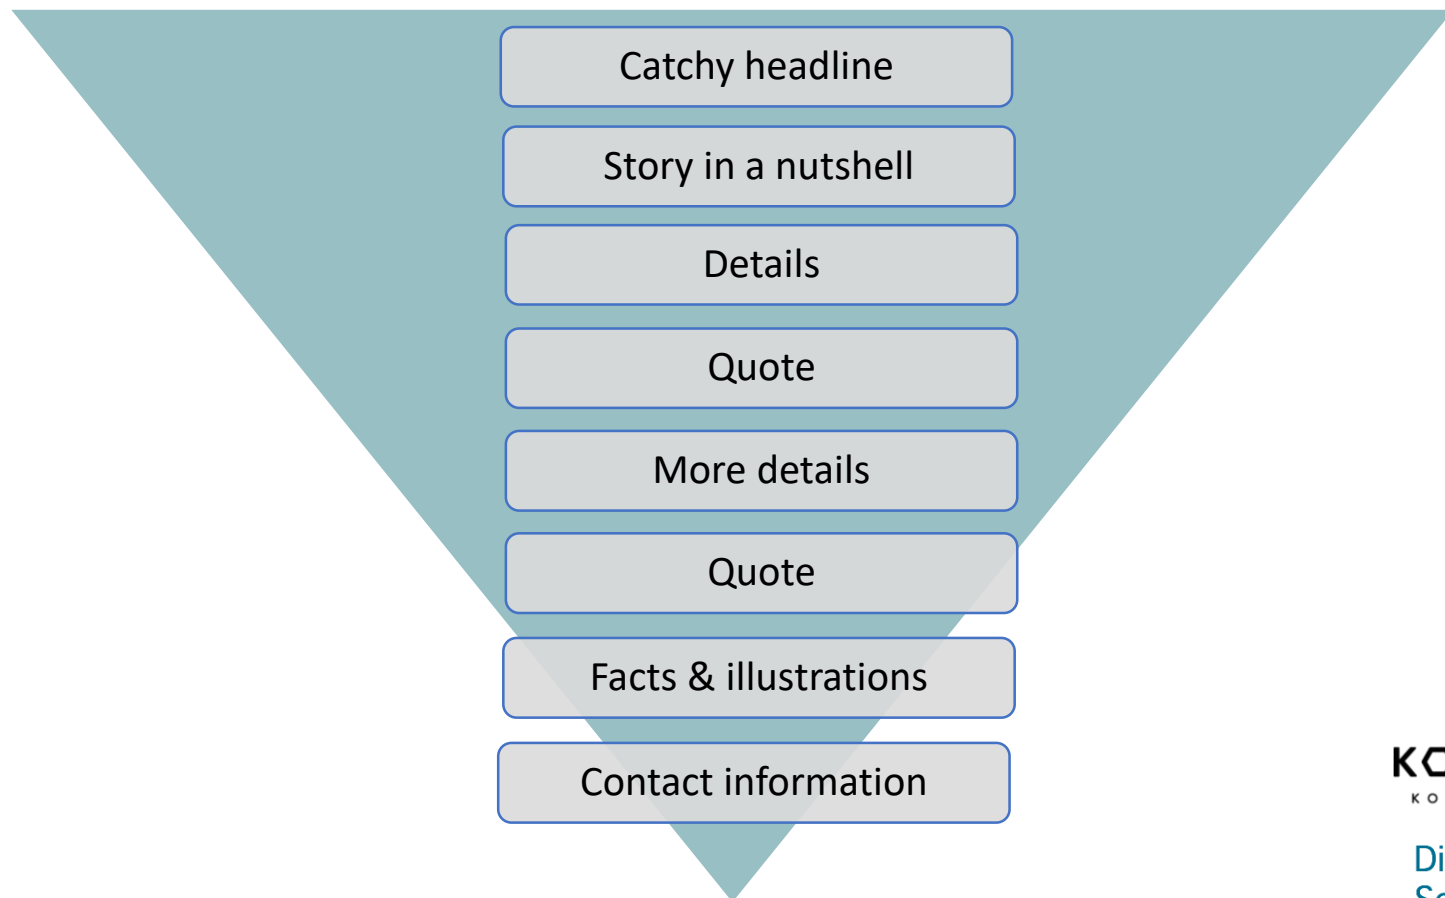 Catchy headline
Story in a nutshell
Details
Quote
More details
Quote
Facts & illustrations
Contact information